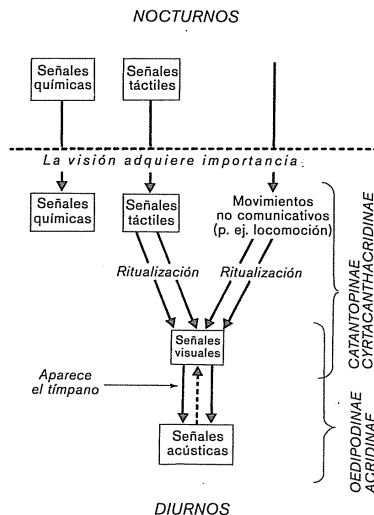 NOCTURNOS
Señales
químicas
Señales
táctiles
La visión adquiere importancia.
Señales
químicas
Señales
táctiles
Movimientos
no comunicativos
(p. ej. locomoción)
Ritualización
Ritualización
CATANTOPINAE
CYRTACANTHACRIDINAE
Señales
visuales
Aparece
el tímpano
Señales
acústicas
OEDIPODINAE
ACRIDINAE
DIURNOS